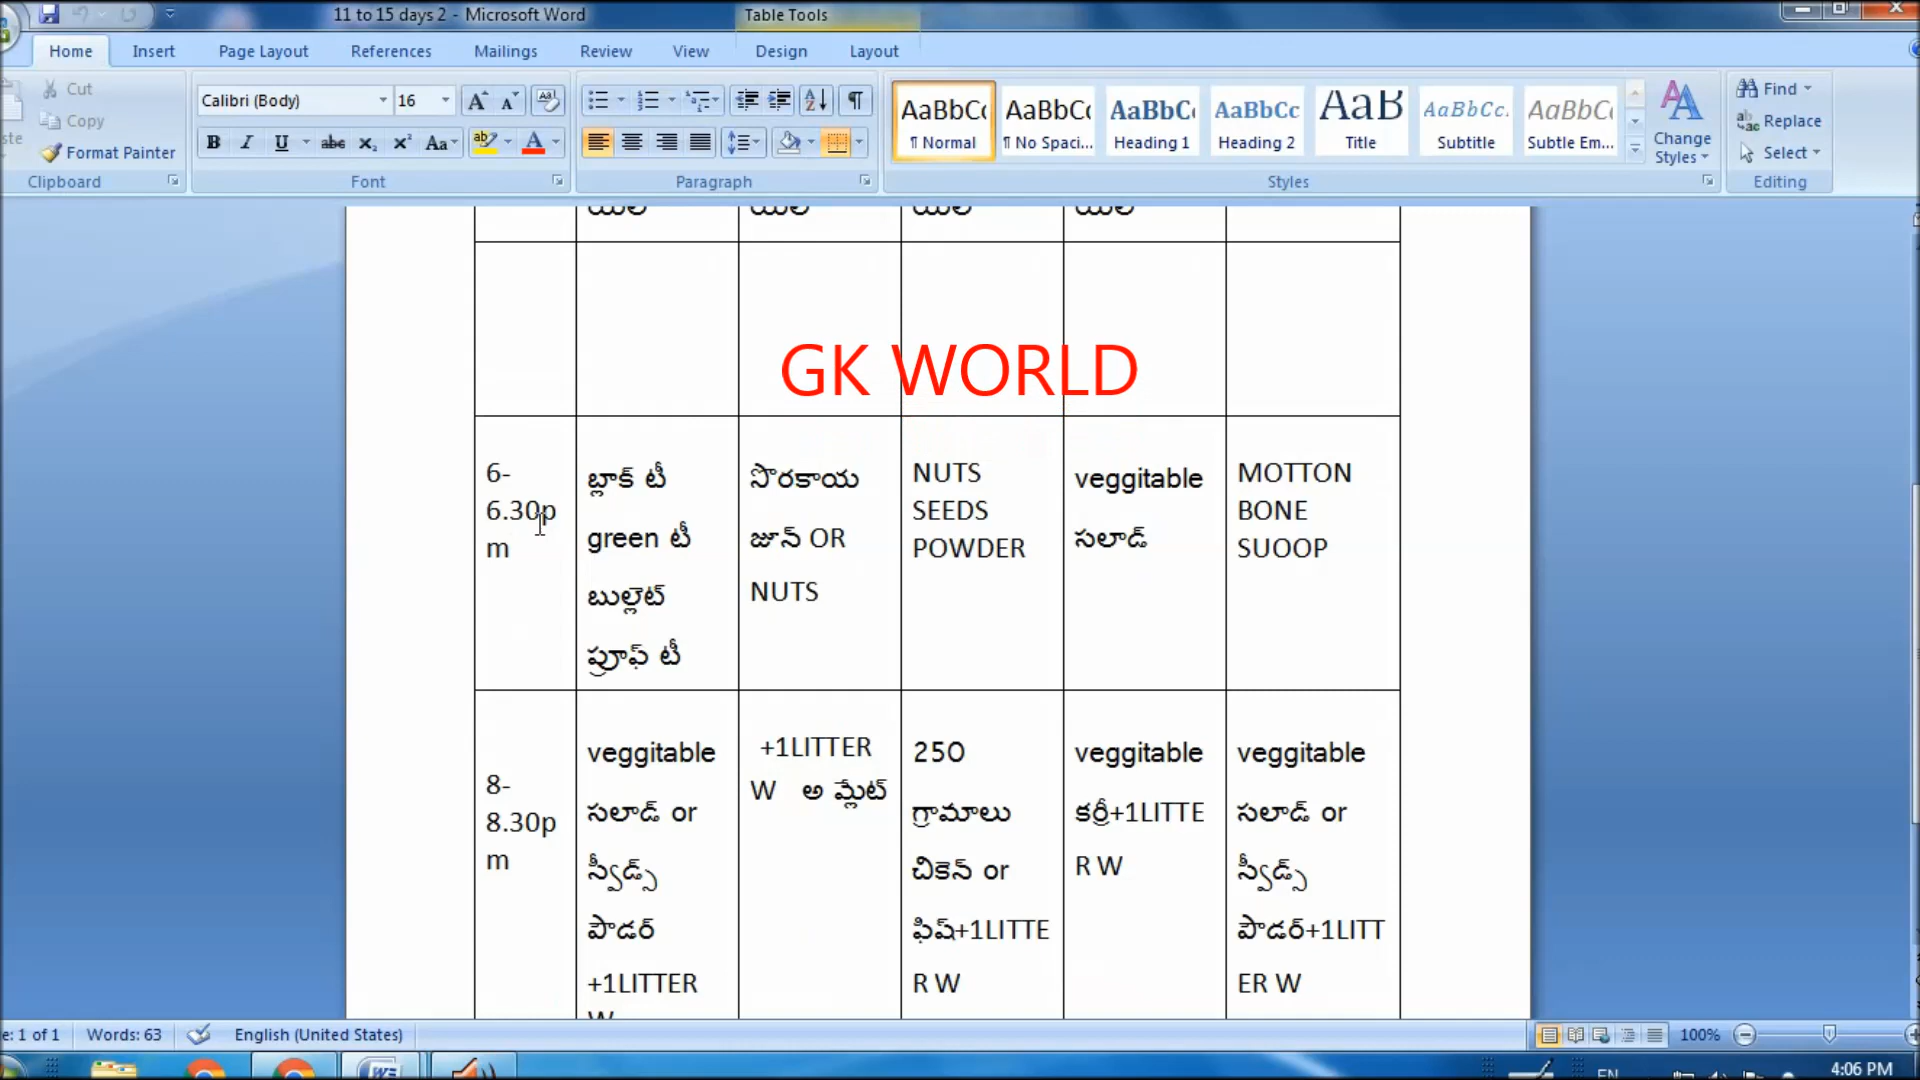 11 to 15 days 2 - Microsoft Word
Table Tools
Home Insert Page Layout References Mailings Review View Design Layout
Cut
Copy
Format Painter
Clipboard
Calibri (Body) 16
Font
Paragraph
AaBbCc AaBbCc AaBbC AaBbCc AaB AaBbCc. AaBbCc
¶ Normal ¶ No Spaci... Heading 1 Heading 2 Title Subtitle Subtle Em...
Styles
Change Styles
Find
Replace
Select
Editing
GK WORLD
6-
6.30p
m
బ్లాక్ టీ
green టీ
బుల్లెట్
ప్రూఫ్ టీ
సొరకాయ
జూన్ OR
NUTS
NUTS
SEEDS
POWDER
veggitable
సలాడ్
MOTTON
BONE
SUOOP
8-
8.30p
m
veggitable
సలాడ్ or
స్వీడ్స్
పౌడర్
+1LITTER
W
+1LITTER
W అ మ్లేట్
250
గ్రామాలు
చికెన్ or
ఫిష్+1LITTE
R W
veggitable
కర్రీ+1LITTE
R W
veggitable
సలాడ్ or
స్వీడ్స్
పౌడర్+1LITT
ER W
e: 1 of 1 Words: 63 English (United States) 100%
EN
4:06 PM